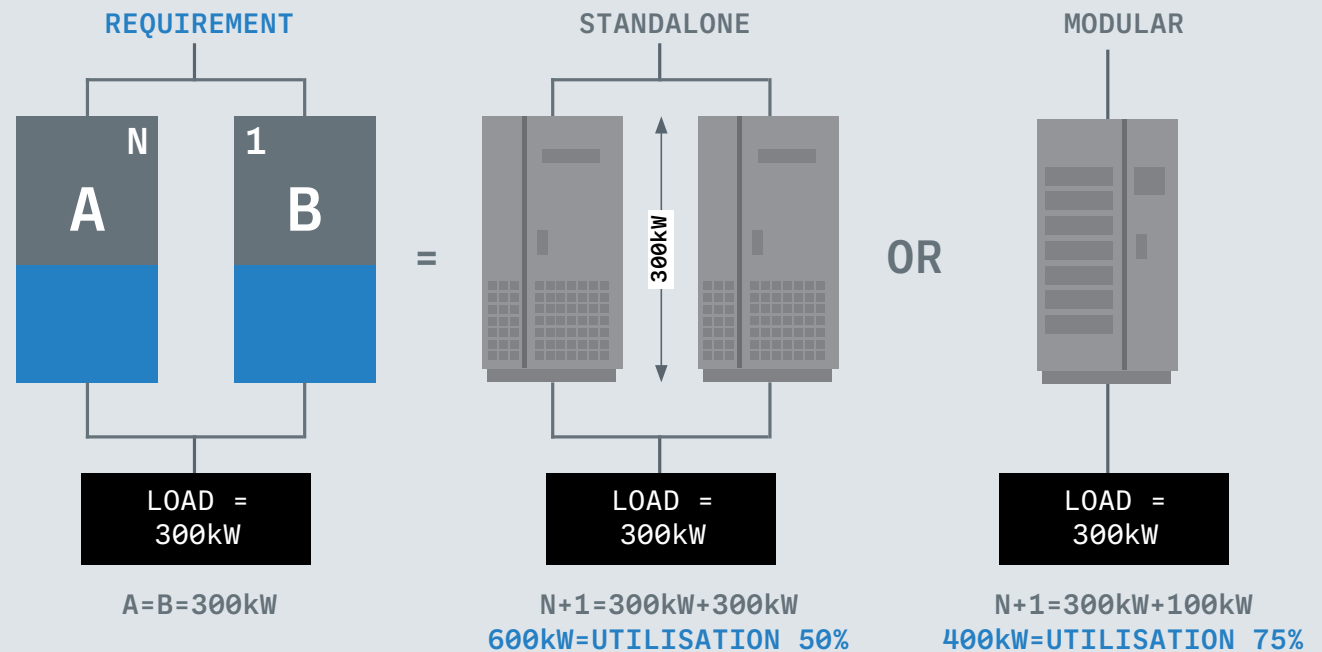 REQUIREMENT
N
A
1
B
LOAD =
300kW
A=B=300kW
=
STANDALONE
300kW
LOAD =
300kW
N+1=300kW+300kW
600kW=UTILISATION 50%
OR
MODULAR
LOAD =
300kW
N+1=300kW+100kW
400kW=UTILISATION 75%